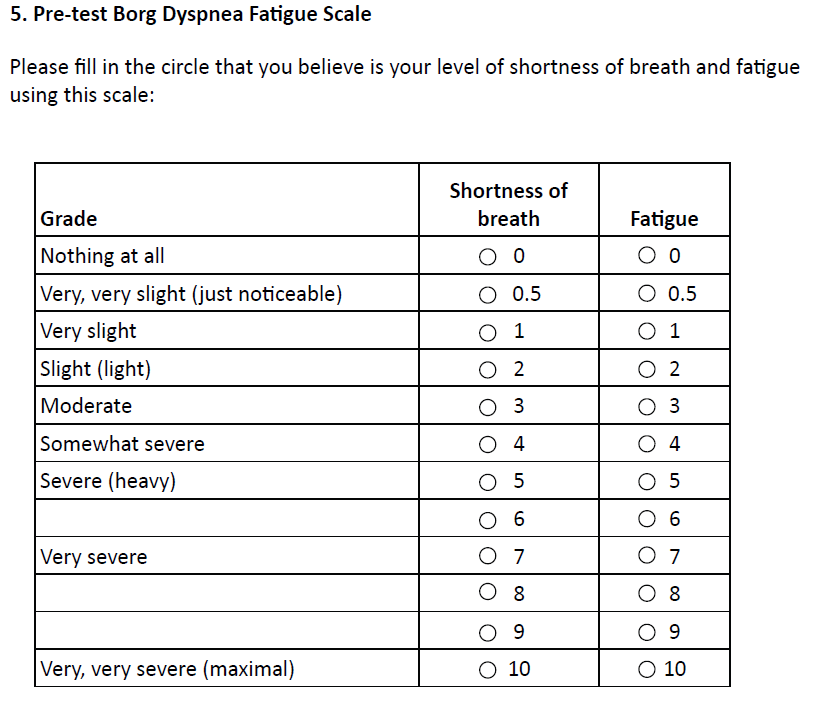 5. Pre-test Borg Dyspnea Fatigue Scale
Please fill in the circle that you believe is your level of shortness of breath and fatigue
using this scale:
Shortness of
Grade breath Fatigue
Nothing at all 0 0
Very, very slight (just noticeable) 0.5 0.5
Very slight 1 1
Slight (light) 2 2
Moderate 3 3
Somewhat severe 4 4
Severe (heavy) 5 5
6 6
Very severe 7 7
8 8
9 9
Very, very severe (maximal) 10 10